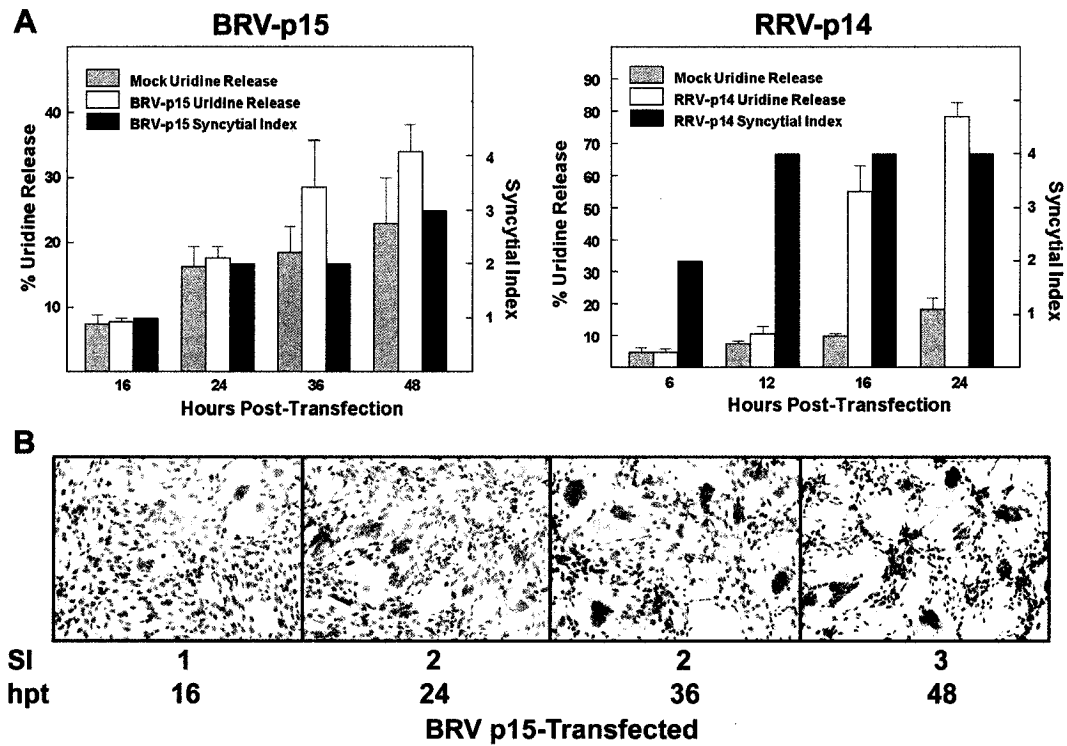 A
BRV-p15
Mock Uridine Release
BRV-p15 Uridine Release
BRV-p15 Syncytial Index
% Uridine Release
40
30
20
10
Syncytial Index
4
3
2
1
16 24 36 48
Hours Post-Transfection
RRV-p14
Mock Uridine Release
RRV-p14 Uridine Release
RRV-p14 Syncytial Index
% Uridine Release
90
80
70
60
50
40
30
20
10
Syncytial Index
4
3
2
1
6 12 16 24
Hours Post-Transfection
B
SI 1 2 2 3
hpt 16 24 36 48
BRV p15-Transfected